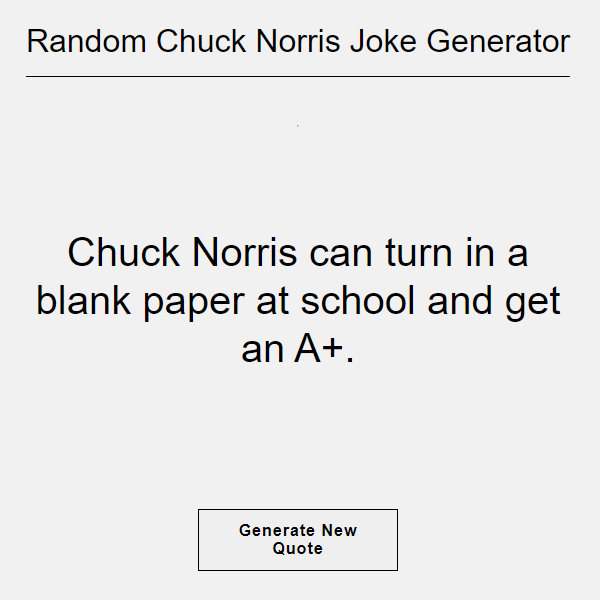 Random Chuck Norris Joke Generator
Chuck Norris can turn in a
blank paper at school and get
an A+.
Generate New
Quote